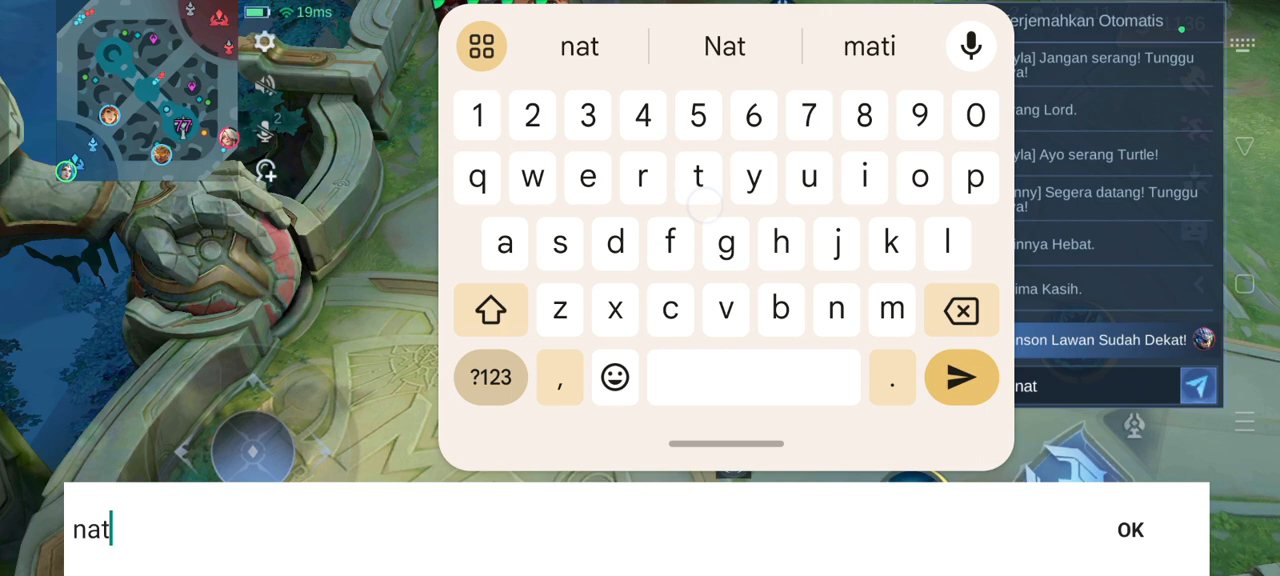 19ms
2
nat Nat mati
1 2 3 4 5 6 7 8 9 0
q w e r t y u i o p
a s d f g h j k l
z x c v b n m
?123 , .
erjemahkan Otomatis
yla] Jangan serang! Tunggu
a!
ang Lord.
yla] Ayo serang Turtle!
nny] Segera datang! Tunggu
a!
nnya Hebat.
ima Kasih.
nson Lawan Sudah Dekat!
nat
nat
OK